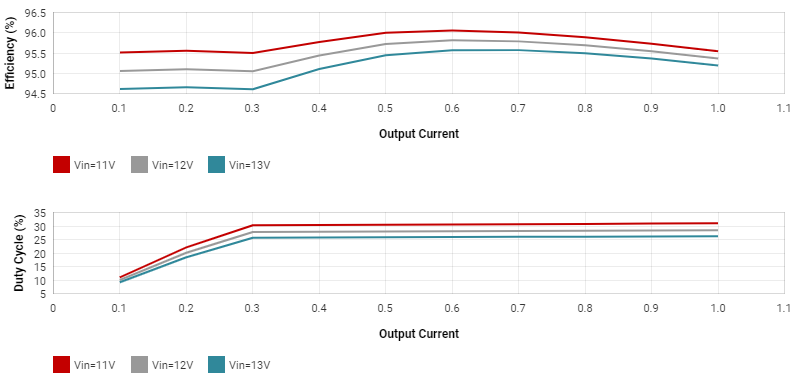 Efficiency (%)
96.5
96.0
95.5
95.0
94.5
0 0.1 0.2 0.3 0.4 0.5 0.6 0.7 0.8 0.9 1.0 1.1
Output Current
Vin=11V Vin=12V Vin=13V
Duty Cycle (%)
35
30
25
20
15
10
5
0 0.1 0.2 0.3 0.4 0.5 0.6 0.7 0.8 0.9 1.0 1.1
Output Current
Vin=11V Vin=12V Vin=13V